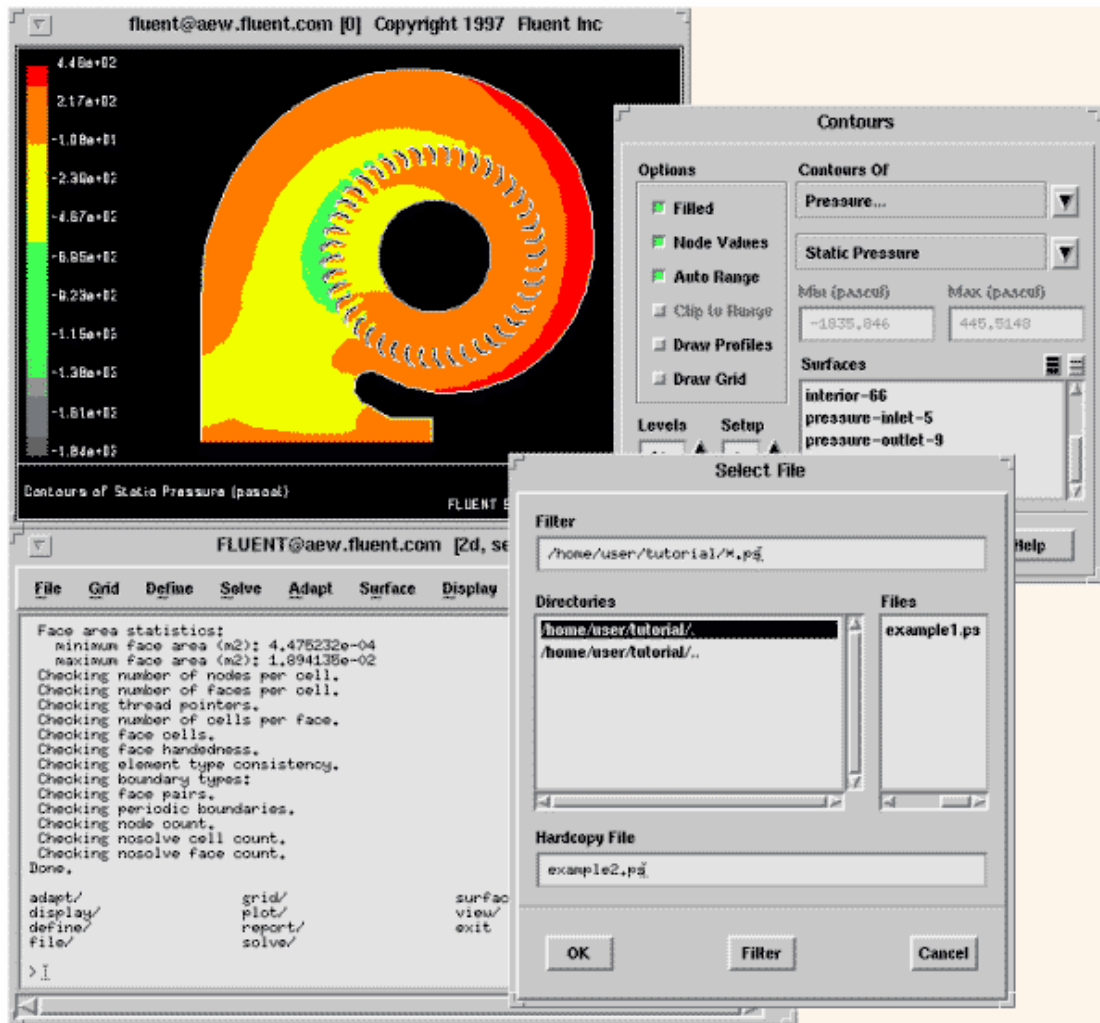 fluent@aew.fluent.com [0] Copyright 1997 Fluent Inc
4.46e+02
2.17e+02
-1.08e+01
-2.39e+02
-4.67e+02
-6.95e+02
-9.23e+02
-1.15e+03
-1.38e+03
-1.61e+03
-1.84e+03
Contours of Static Pressure (pascal)
FLUENT
Contours
Options
Filled
Node Values
Auto Range
Clip to Range
Draw Profiles
Draw Grid
Levels
Setup
Contours Of
Pressure...
Static Pressure
Min (pascal)
Max (pascal)
-1835.846
445.5148
Surfaces
interior-66
pressure-inlet-5
pressure-outlet-9
Help
FLUENT@aew.fluent.com [2d, se
File Grid Define Solve Adapt Surface Display
Face area statistics:
minimum face area (m2): 4.475232e-04
maximum face area (m2): 1.894135e-02
Checking number of nodes per cell.
Checking number of faces per cell.
Checking thread pointers.
Checking number of cells per face.
Checking face cells.
Checking face handedness.
Checking element type consistency.
Checking boundary types:
Checking face pairs.
Checking periodic boundaries.
Checking node count.
Checking nosolve cell count.
Checking nosolve face count.
Done.
adapt/ grid/ surfac
display/ plot/ view/
define/ report/ exit
file/ solve/
>
Select File
Filter
/home/user/tutorial/*.ps
Directories
/home/user/tutorial/.
/home/user/tutorial/..
Files
example1.ps
Hardcopy File
example2.ps
OK
Filter
Cancel